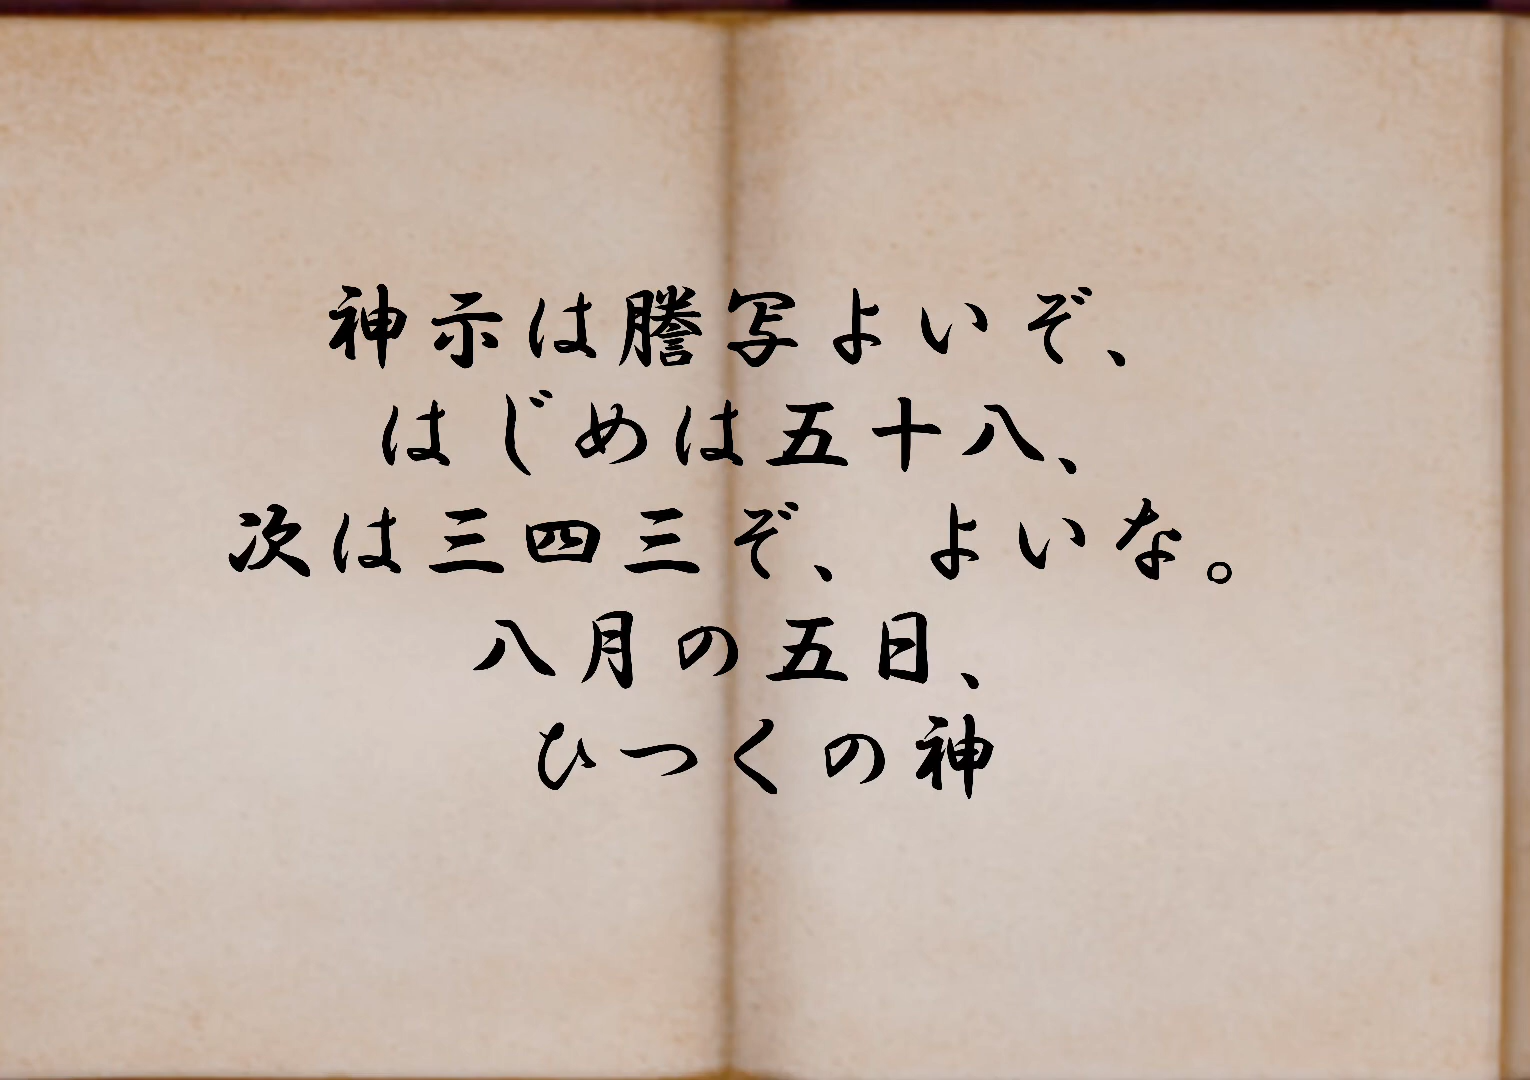 神示は謄写よいぞ、
はじめは五十八、
次は三四三ぞ、よいな。
八月の五日、
ひつくの神